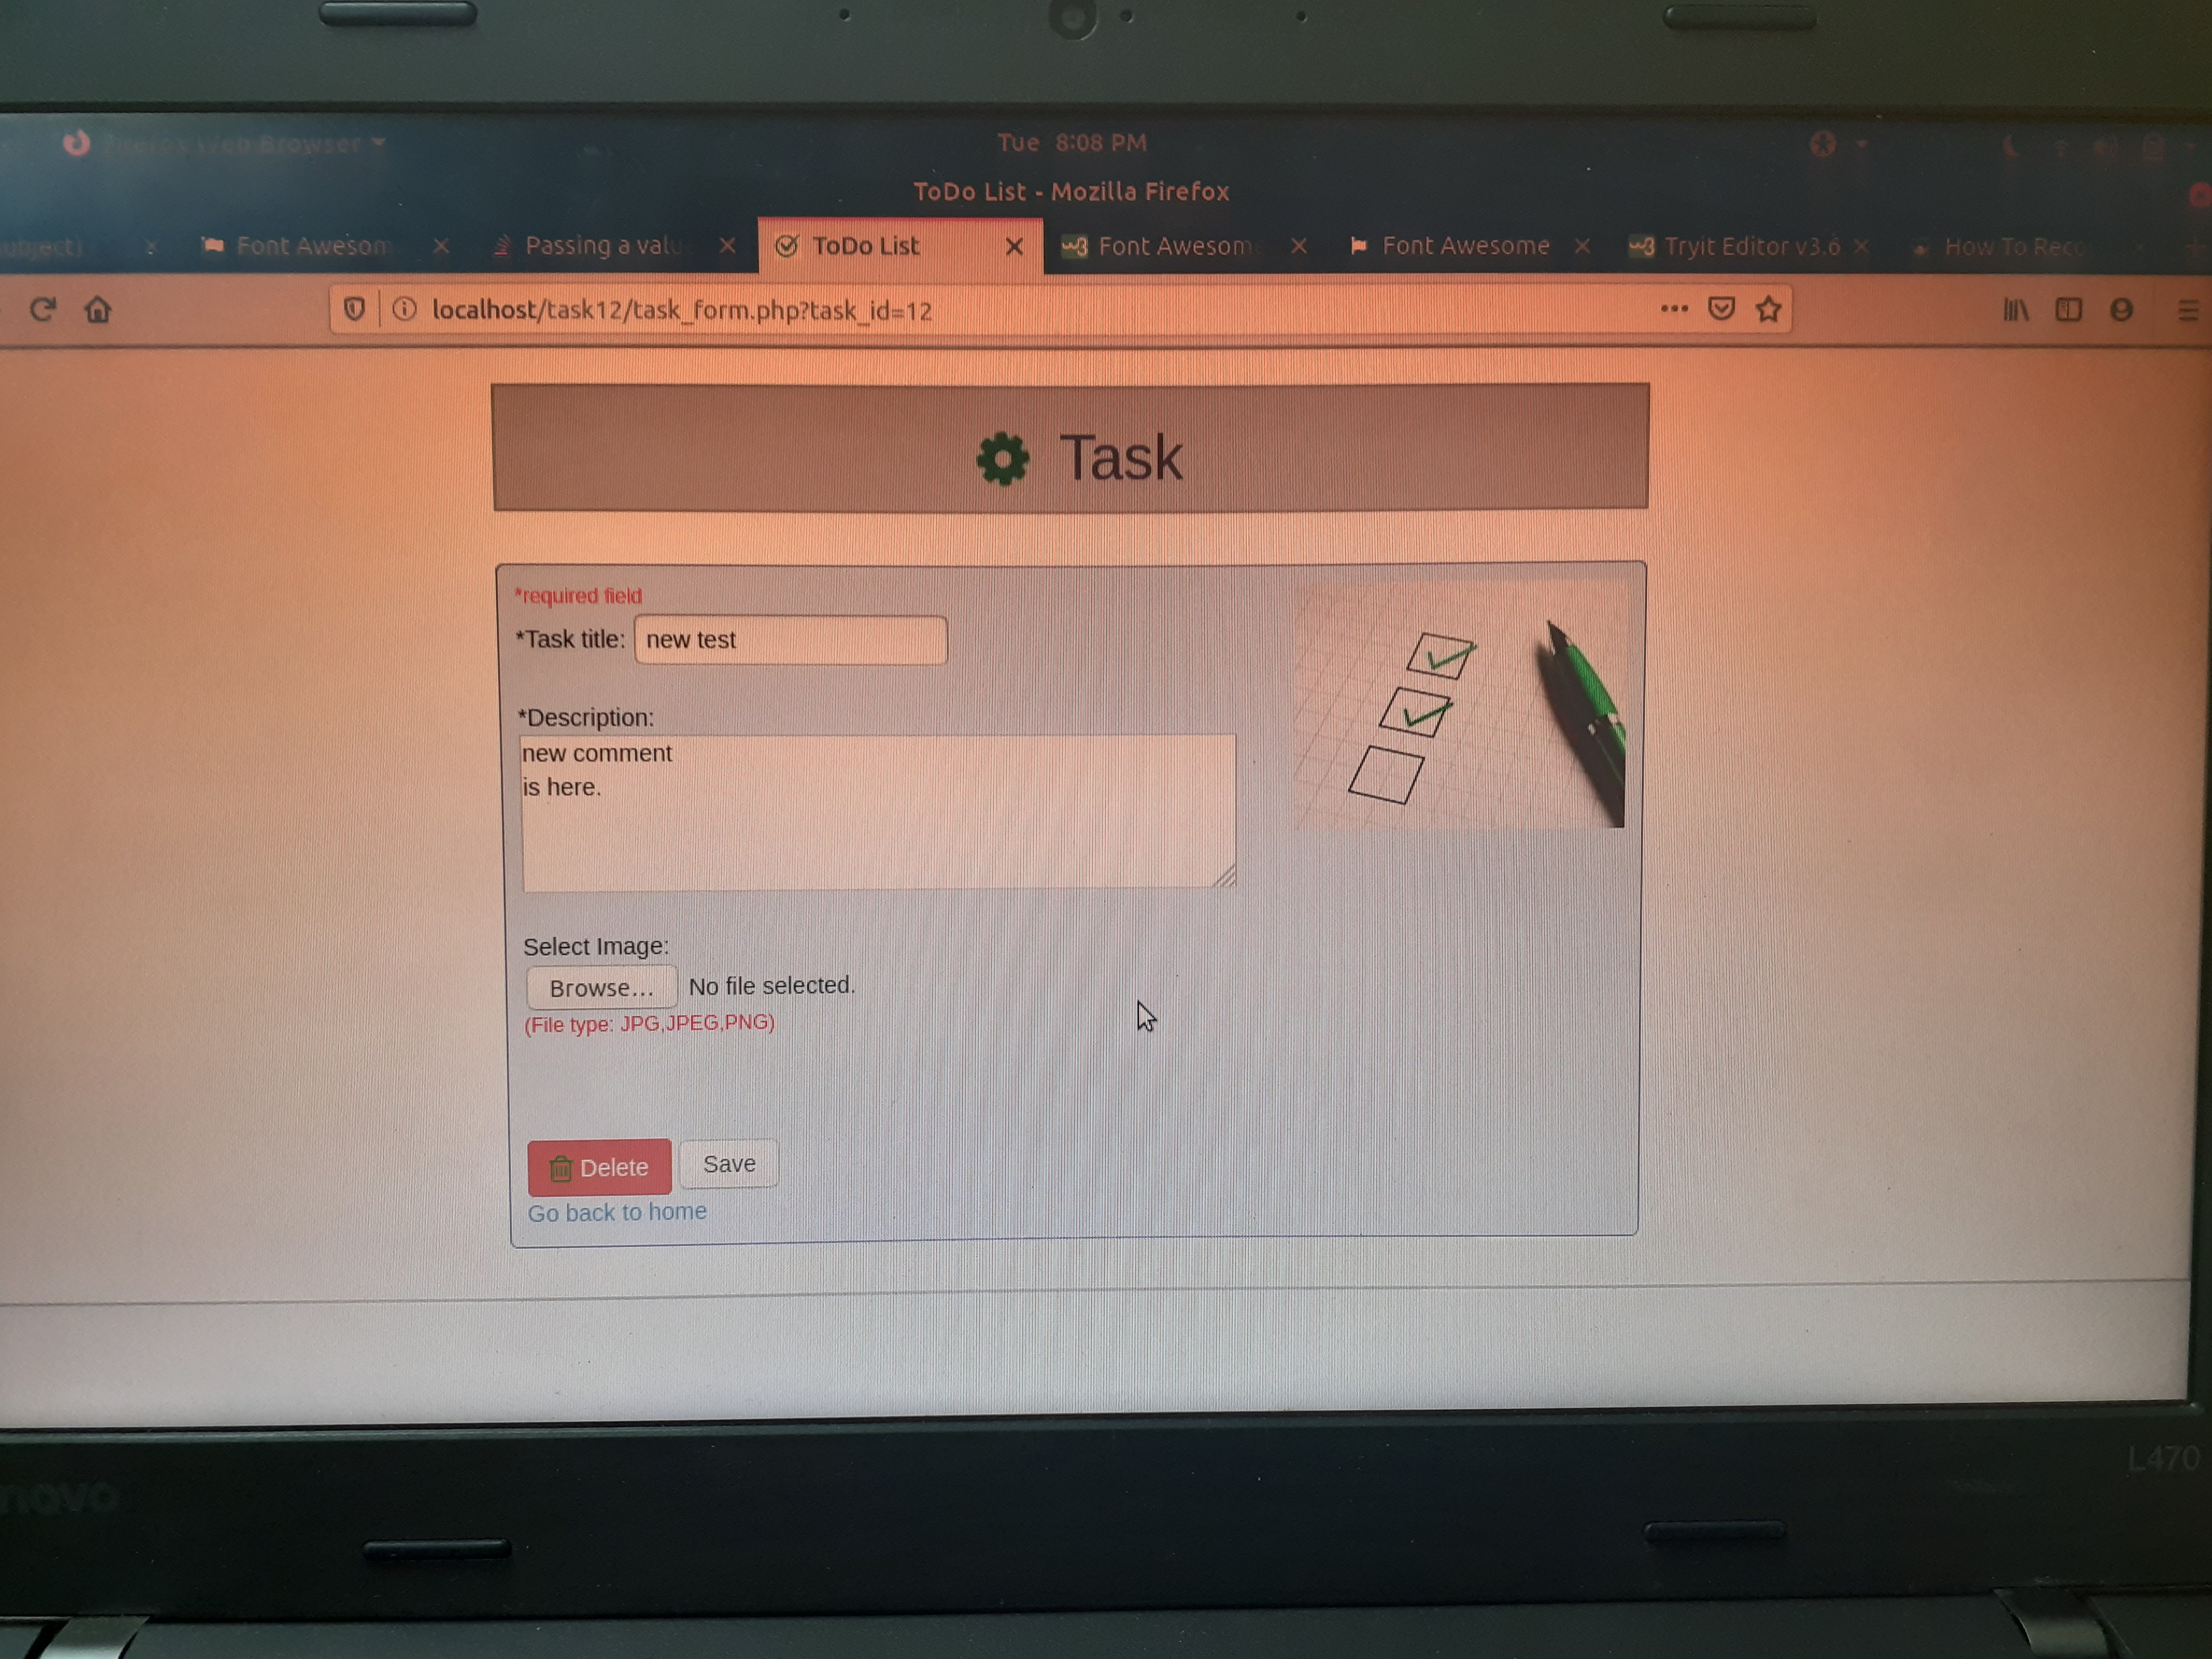 Firefox Web Browser
Tue 8:08 PM
ToDo List - Mozilla Firefox
Font Awesom
Passing a valu
ToDo List
Font Awesom
Font Awesome
Tryit Editor v3.6
How To Reco
localhost/task12/task_form.php?task_id=12
Task
*required field
*Task title: new test
*Description:
new comment
is here.
Select Image:
Browse... No file selected.
(File type: JPG,JPEG,PNG)
Delete Save
Go back to home
L470
novo